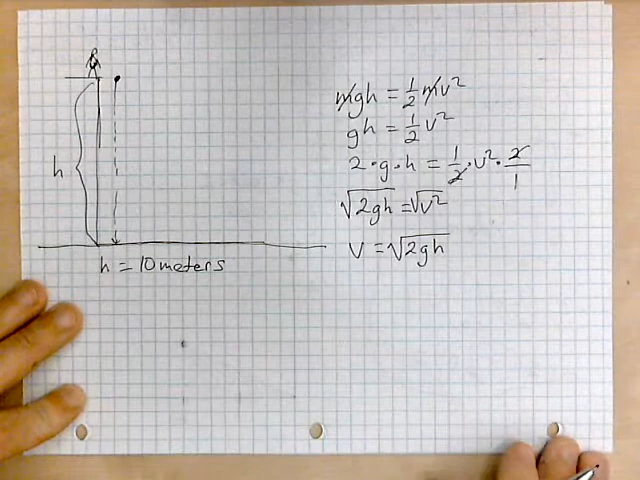 h
h = 10 meters
mgh = 1/2 mv²
gh = 1/2 v²
2 · g · h = 1/2 · v² · 2/1
√2gh = √v²
v = √2gh